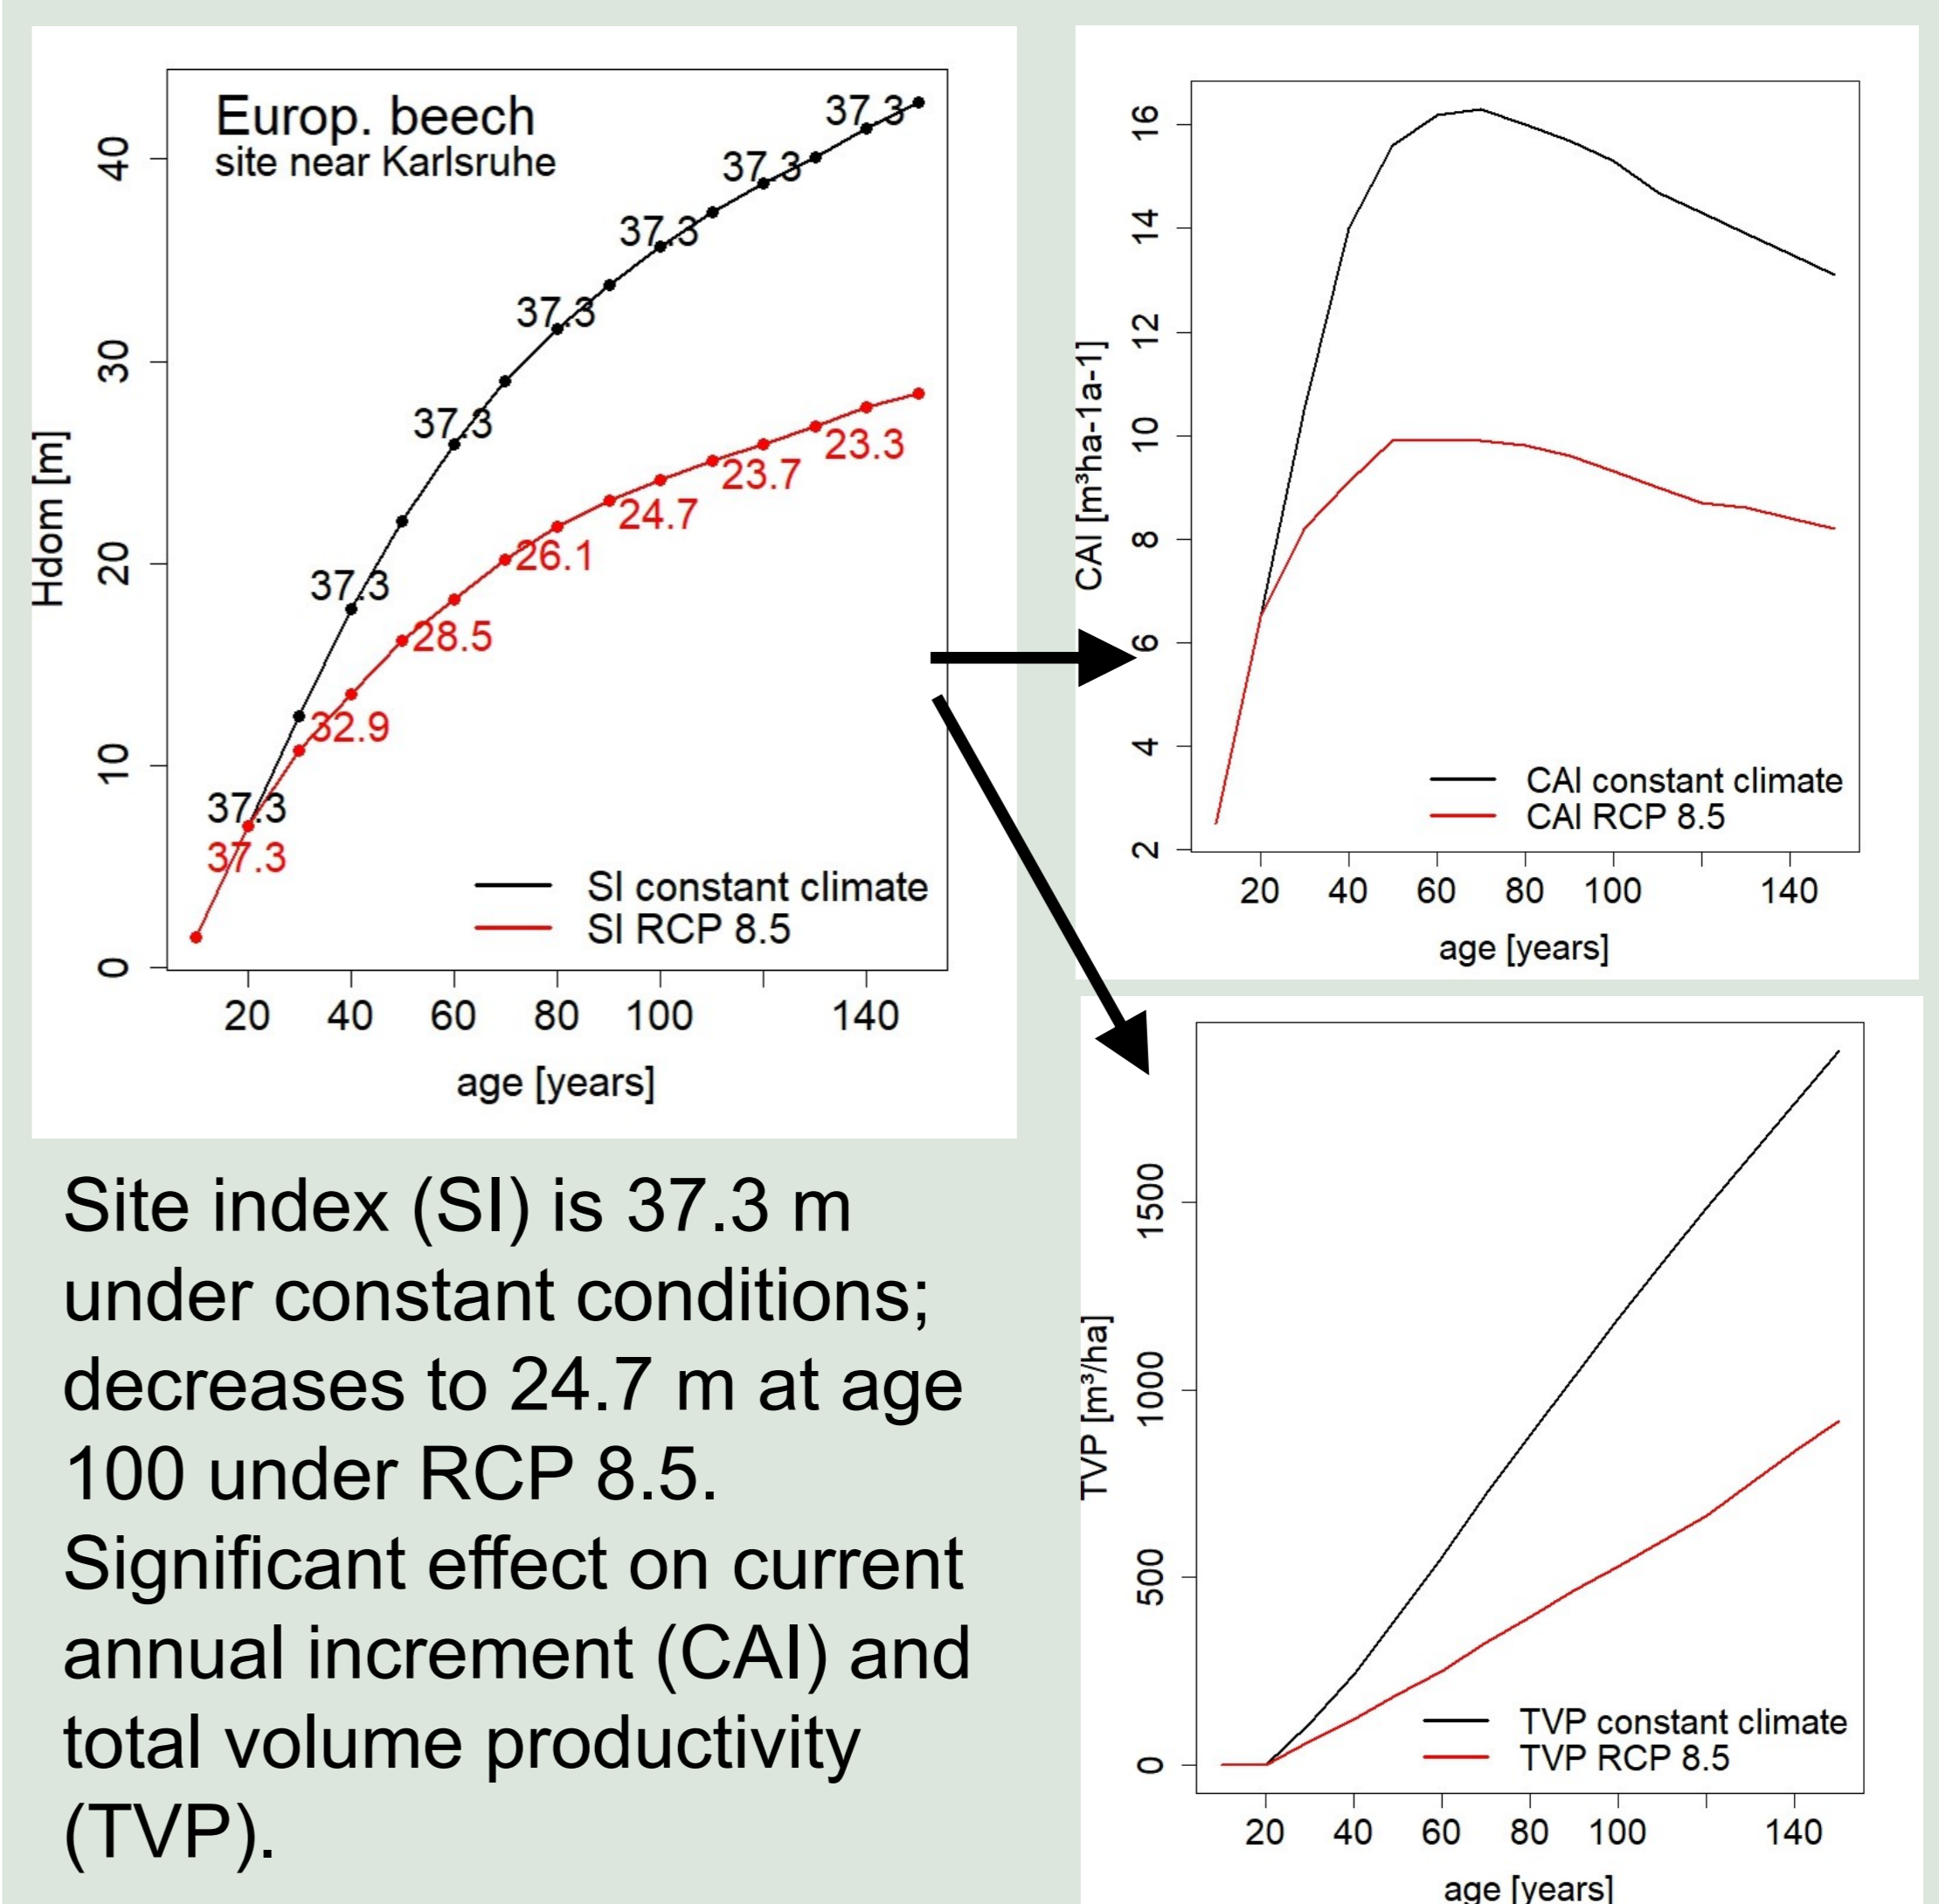 Europ. beech
site near Karlsruhe
37.3
37.3
37.3
37.3
37.3
37.3
37.3
37.3
37.3
32.9
28.5
26.1
24.7
23.7
23.3
SI constant climate
SI RCP 8.5
Hdom [m]
0
10
20
30
40
20
40
60
80
100
140
age [years]
CAI [m³ha-1a-1]
2
4
6
8
10
12
14
16
CAI constant climate
CAI RCP 8.5
20
40
60
80
100
140
age [years]
Site index (SI) is 37.3 m
under constant conditions;
decreases to 24.7 m at age
100 under RCP 8.5.
Significant effect on current
annual increment (CAI) and
total volume productivity
(TVP).
TVP [m³/ha]
0
500
1000
1500
TVP constant climate
TVP RCP 8.5
20
40
60
80
100
140
age [years]